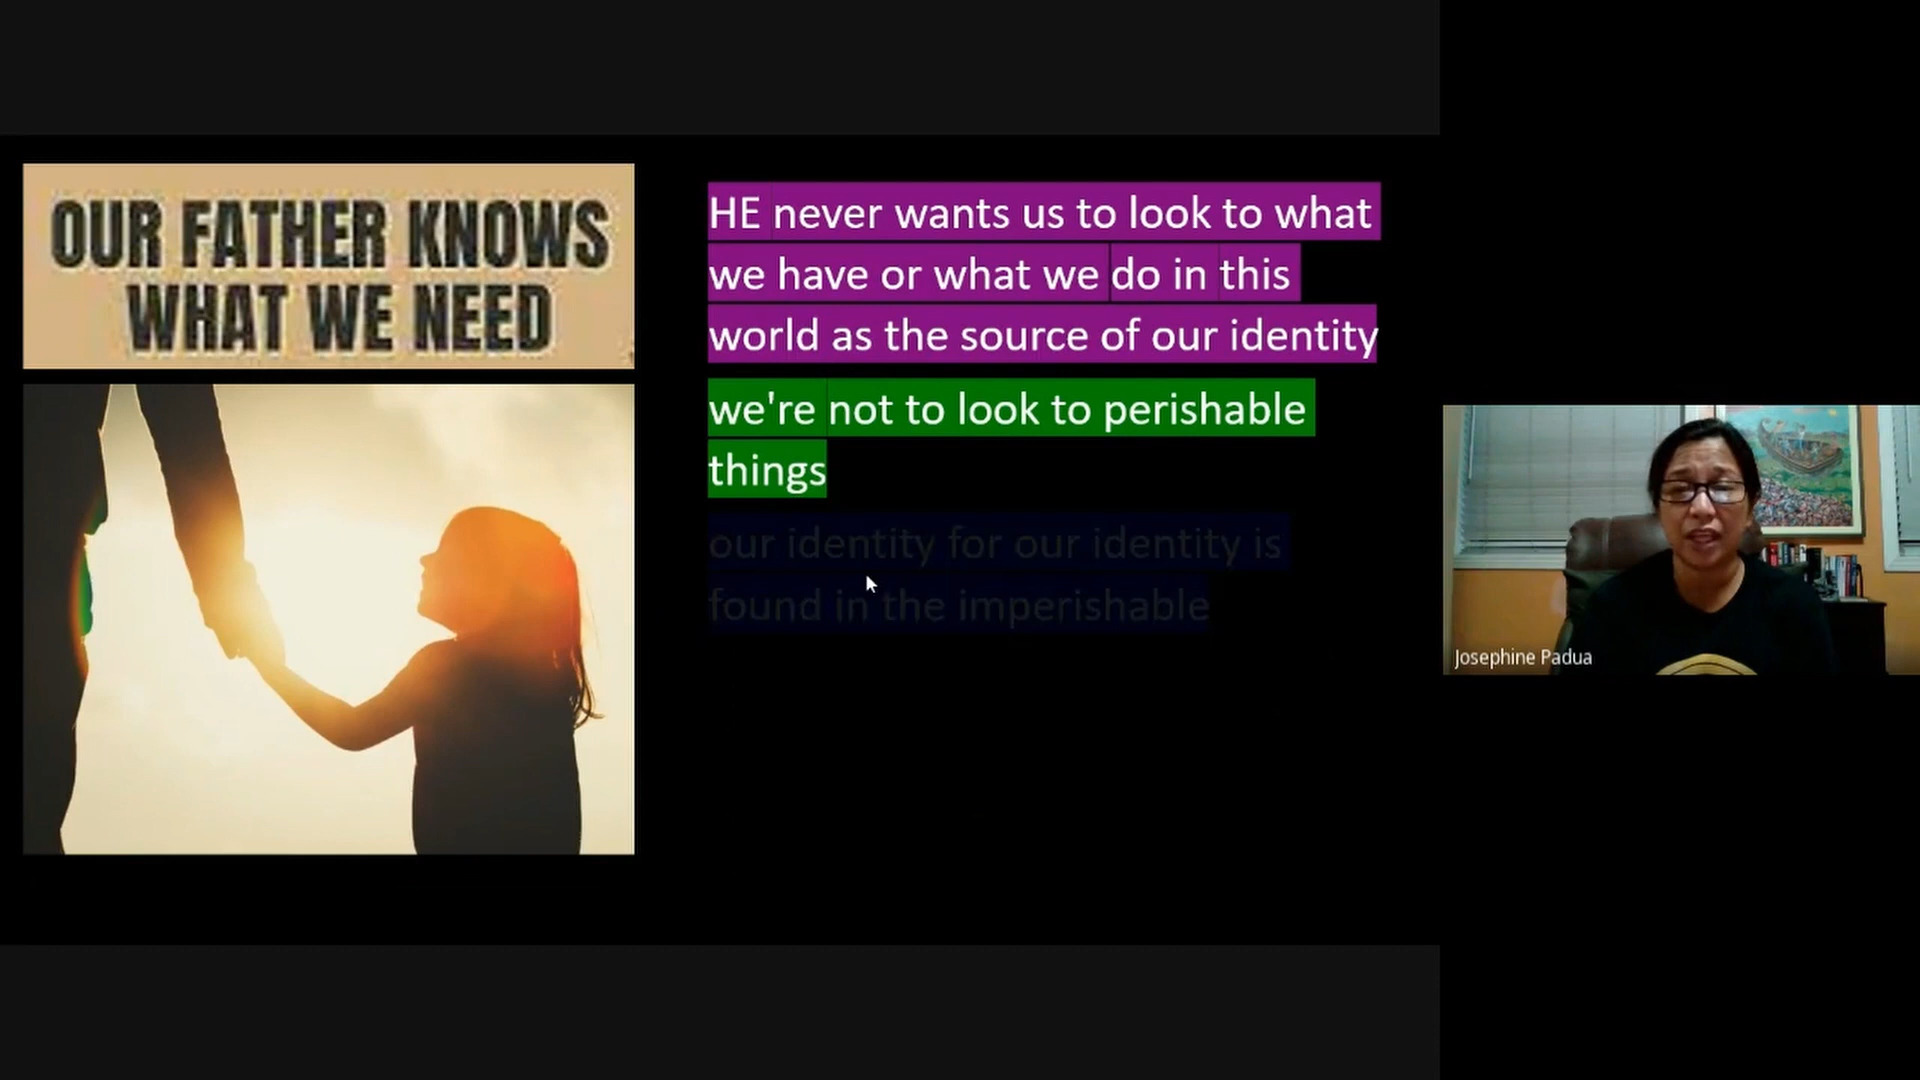 OUR FATHER KNOWS
WHAT WE NEED
HE never wants us to look to what
we have or what we do in this
world as the source of our identity
we're not to look to perishable
things
our identity for our identity is
found in the imperishable
Josephine Padua